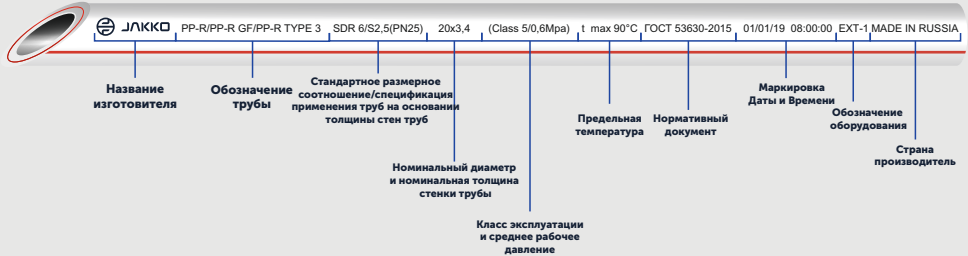 JAKKO PP-R/PP-R GF/PP-R TYPE 3 SDR 6/S2,5(PN25) 20x3,4 (Class 5/0,6Mpa) t max 90°C ГОСТ 53630-2015 01/01/19 08:00:00 EXT-1 MADE IN RUSSIA
Название
изготовителя
Обозначение
трубы
Стандартное размерное
соотношение/спецификация
применения труб на основании
толщины стен труб
Номинальный диаметр
и номинальная толщина
стенки трубы
Класс эксплуатации
и среднее рабочее
давление
Предельная
температура
Нормативный
документ
Маркировка
Даты и Времени
Обозначение
оборудования
Страна
производитель